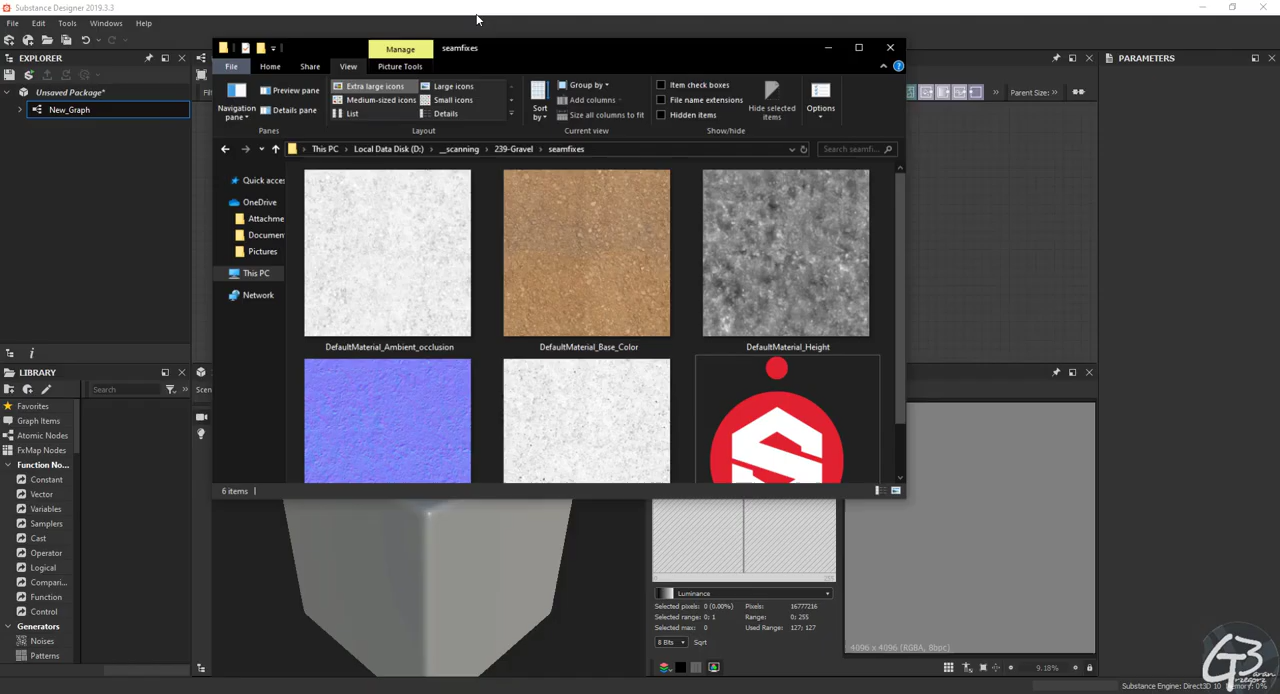 Substance Designer 2019.3.3
File Edit Tools Windows Help
EXPLORER
Unsaved Package*
New_Graph
Manage seamfixes
File Home Share View Picture Tools
Navigation pane
Preview pane
Details pane
Panes
Extra large icons Large icons
Medium-sized icons Small icons
List Details
Layout
Sort by
Group by
Add columns
Size all columns to fit
Current view
Item check boxes
File name extensions
Hidden items
Hide selected items
Show/hide
Options
This PC Local Data Disk (D:) __scanning 239-Gravel seamfixes
Search seamfi...
Quick acces
OneDrive
Attachme
Documen
Pictures
This PC
Network
DefaultMaterial_Ambient_occlusion
DefaultMaterial_Base_Color
DefaultMaterial_Height
6 items
PARAMETERS
Parent Size:
LIBRARY
Search
Favorites
Graph Items
Atomic Nodes
FxMap Nodes
Function No...
Constant
Vector
Variables
Samplers
Cast
Operator
Logical
Compari...
Function
Control
Generators
Noises
Patterns
Scen
Luminance
Selected pixels: 0 (0.00%) Pixels: 16777216
Selected range: 0; 1 Range: 0; 255
Selected max: 0 Used Range: 127; 127
8 Bits Sqrt
4096 x 4096 (RGBA, 8bpc)
9.18%
Substance Engine: Direct3D 10 Memory: 0%